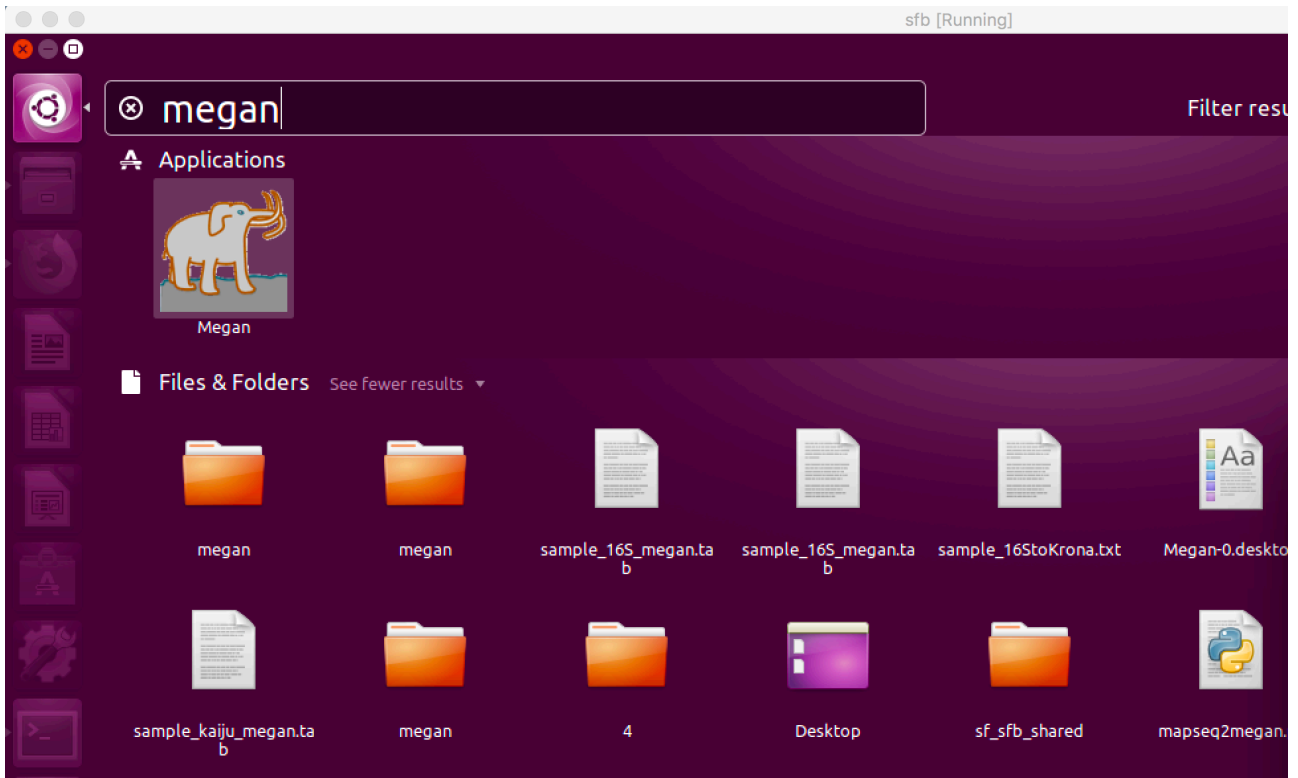 sfb [Running]
megan
Filter resu
Applications
Megan
Files & Folders See fewer results
megan
megan
sample_16S_megan.ta
b
sample_16S_megan.ta
b
sample_16StoKrona.txt
Aa
Megan-0.deskto
sample_kaiju_megan.ta
b
megan
4
Desktop
sf_sfb_shared
mapseq2megan.
>_